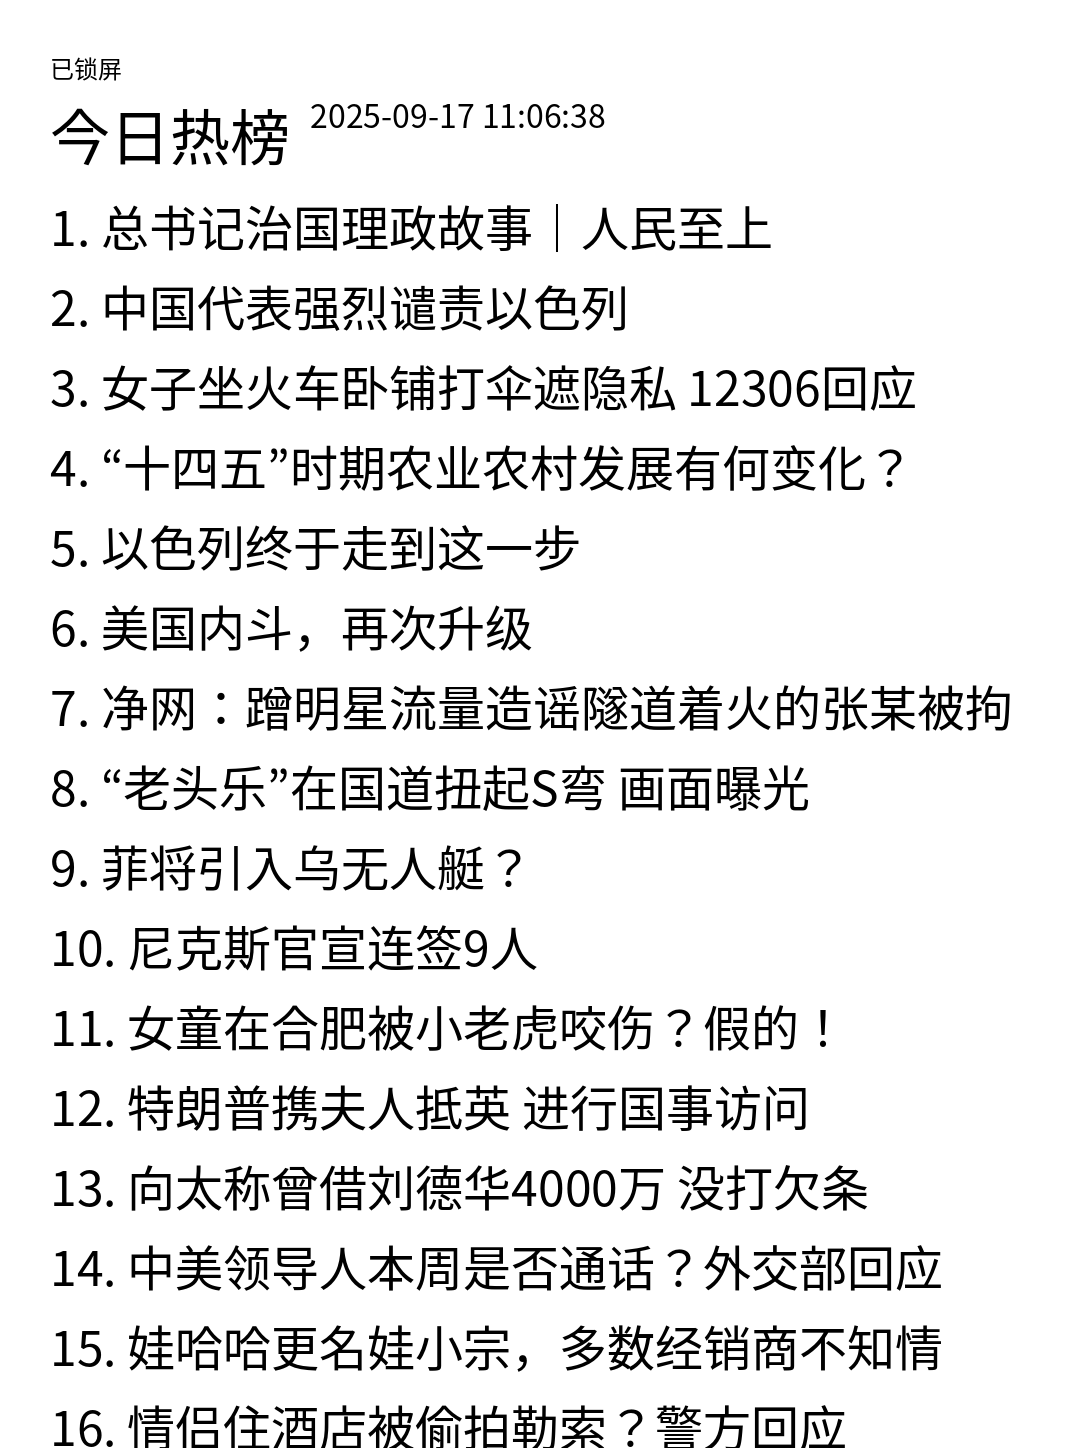 已锁屏
今日热榜 2025-09-17 11:06:38
1. 总书记治国理政故事｜人民至上
2. 中国代表强烈谴责以色列
3. 女子坐火车卧铺打伞遮隐私 12306回应
4. “十四五”时期农业农村发展有何变化？
5. 以色列终于走到这一步
6. 美国内斗，再次升级
7. 净网：蹭明星流量造谣隧道着火的张某被拘
8. “老头乐”在国道扭起S弯 画面曝光
9. 菲将引入乌无人艇？
10. 尼克斯官宣连签9人
11. 女童在合肥被小老虎咬伤？假的！
12. 特朗普携夫人抵英 进行国事访问
13. 向太称曾借刘德华4000万 没打欠条
14. 中美领导人本周是否通话？外交部回应
15. 娃哈哈更名娃小宗，多数经销商不知情
16. 情侣住酒店被偷拍勒索？警方回应